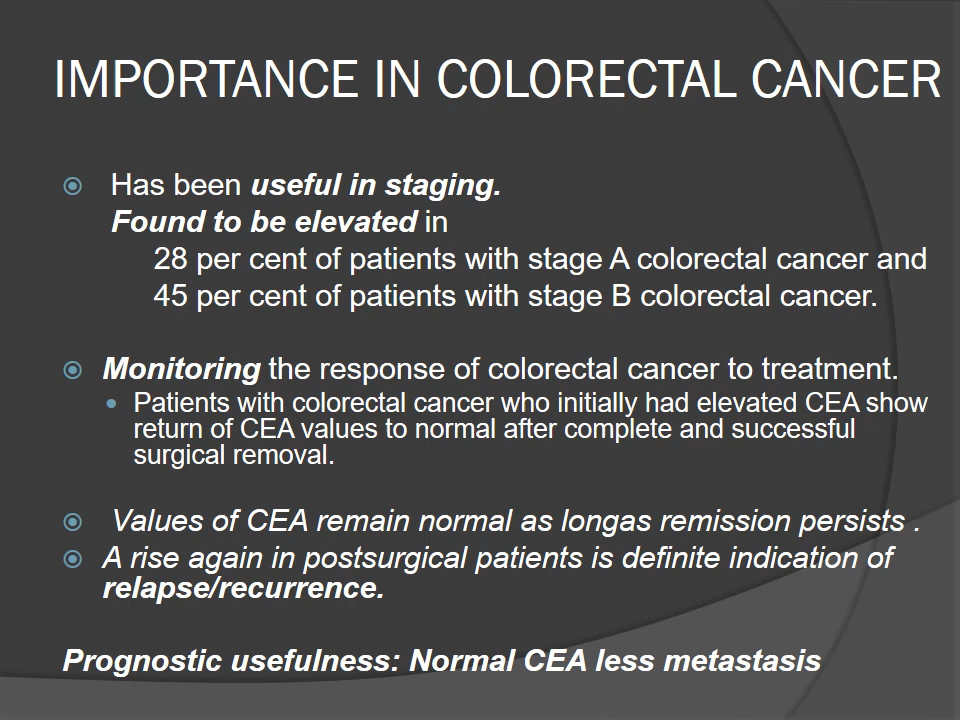 IMPORTANCE IN COLORECTAL CANCER
Has been useful in staging.
Found to be elevated in
28 per cent of patients with stage A colorectal cancer and
45 per cent of patients with stage B colorectal cancer.
Monitoring the response of colorectal cancer to treatment.
Patients with colorectal cancer who initially had elevated CEA show
return of CEA values to normal after complete and successful
surgical removal.
Values of CEA remain normal as longas remission persists .
A rise again in postsurgical patients is definite indication of
relapse/recurrence.
Prognostic usefulness: Normal CEA less metastasis